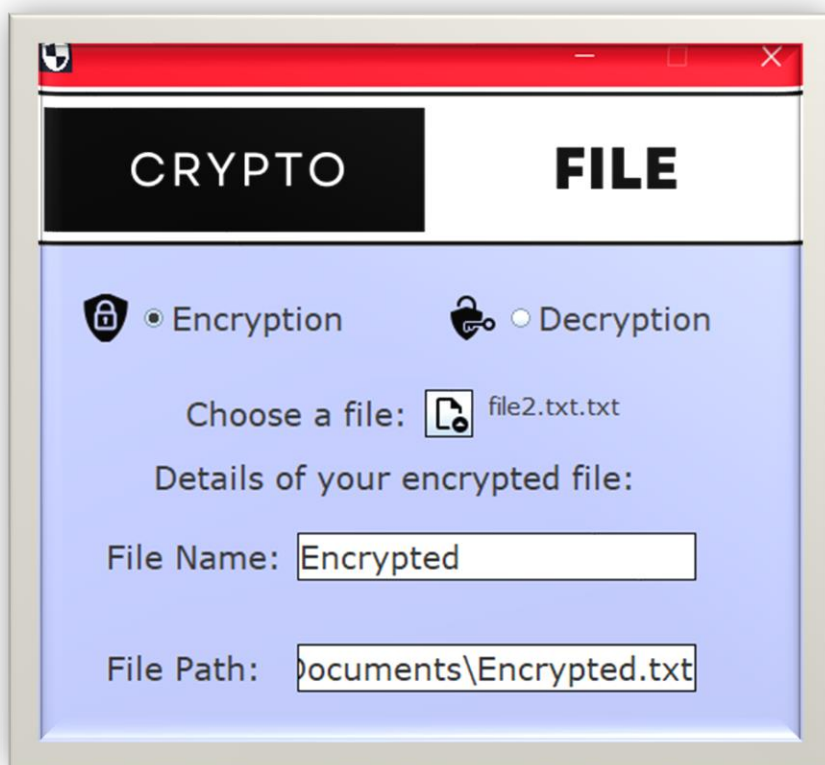 CRYPTO FILE
Encryption Decryption
Choose a file: file2.txt.txt
Details of your encrypted file:
File Name: Encrypted
File Path: Documents\Encrypted.txt